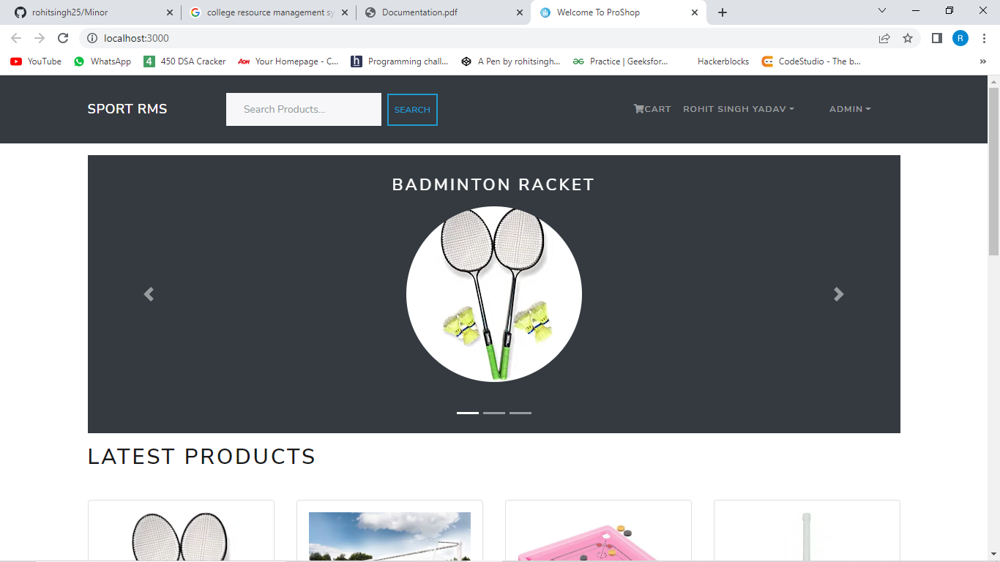 rohitsingh25/Minor
college resource management sy
Documentation.pdf
Welcome To ProShop
localhost:3000
R
YouTube
WhatsApp
4
450 DSA Cracker
AON
Your Homepage - C...
h
Programming chall...
A Pen by rohitsingh...
Practice | Geeksfor...
Hackerblocks
CodeStudio - The b...
»
SPORT RMS
Search Products...
SEARCH
CART
ROHIT SINGH YADAV
ADMIN
BADMINTON RACKET
LATEST PRODUCTS